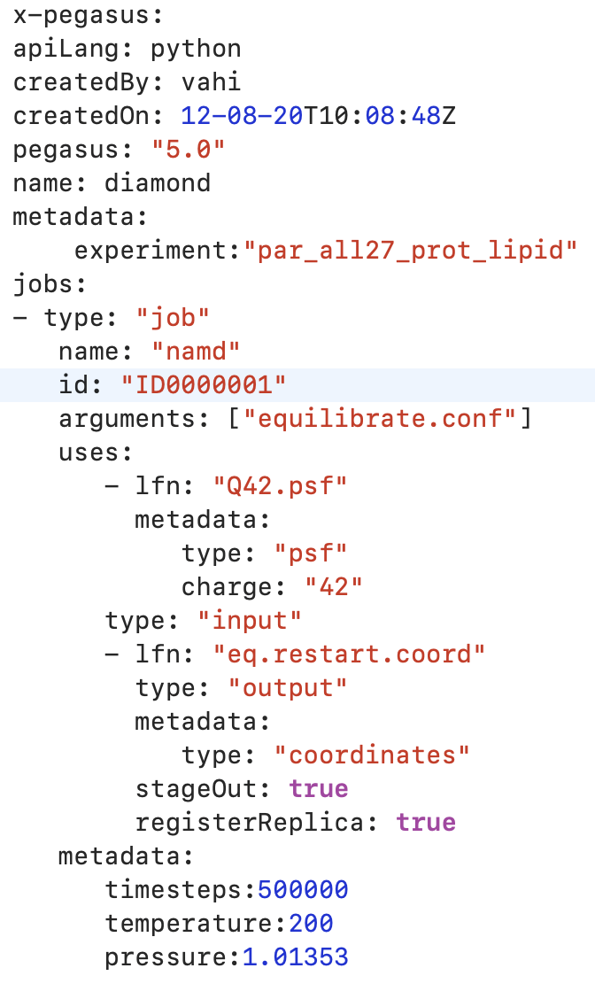 x-pegasus:
apiLang: python
createdBy: vahi
createdOn: 12-08-20T10:08:48Z
pegasus: "5.0"
name: diamond
metadata:
    experiment:"par_all27_prot_lipid"
jobs:
- type: "job"
   name: "namd"
   id: "ID0000001"
   arguments: ["equilibrate.conf"]
   uses:
      - lfn: "Q42.psf"
        metadata:
           type: "psf"
           charge: "42"
      type: "input"
      - lfn: "eq.restart.coord"
        type: "output"
        metadata:
           type: "coordinates"
        stageOut: true
        registerReplica: true
   metadata:
      timesteps:500000
      temperature:200
      pressure:1.01353